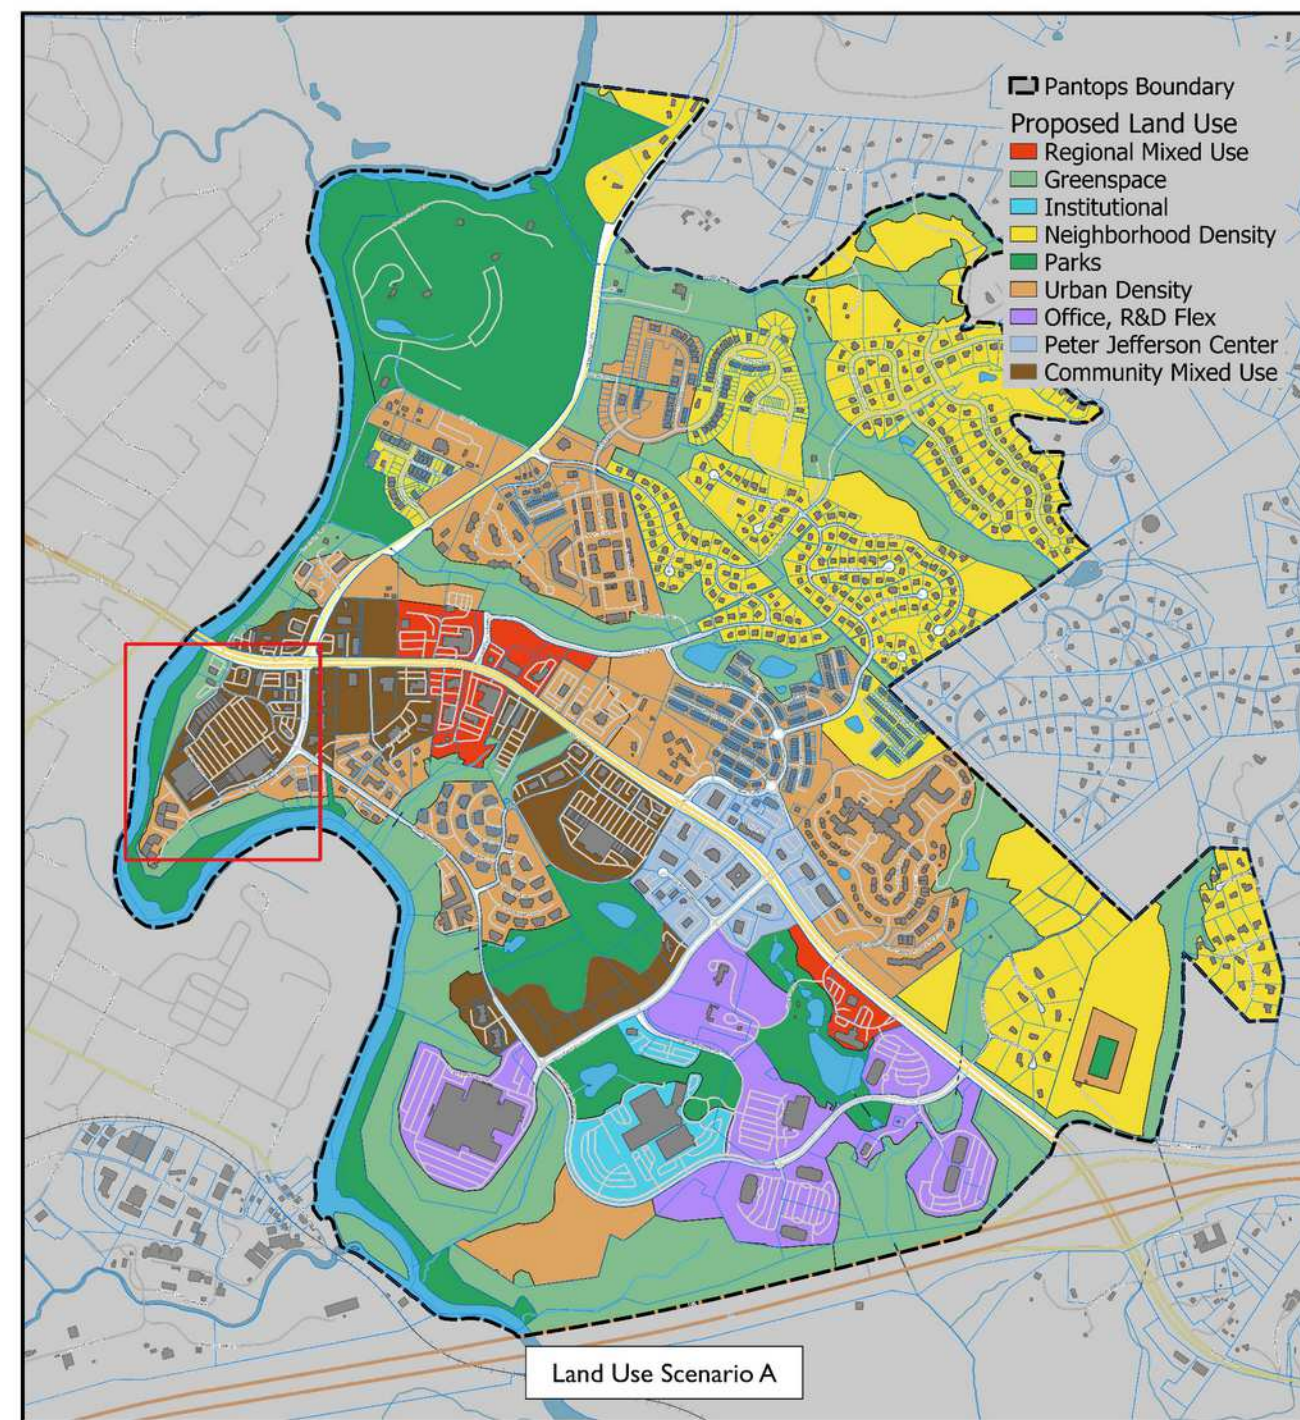 Pantops Boundary
Proposed Land Use
Regional Mixed Use
Greenspace
Institutional
Neighborhood Density
Parks
Urban Density
Office, R&D Flex
Peter Jefferson Center
Community Mixed Use
Land Use Scenario A